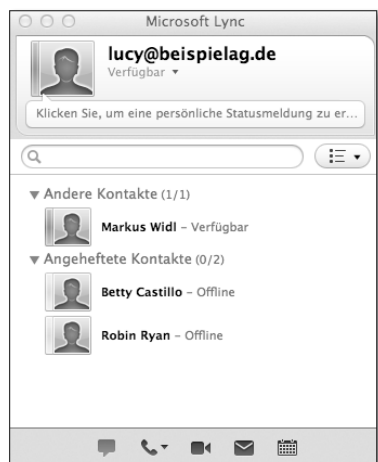 Microsoft Lync
lucy@beispielag.de
Verfügbar
Klicken Sie, um eine persönliche Statusmeldung zu er...
Andere Kontakte (1/1)
Markus Widl – Verfügbar
Angeheftete Kontakte (0/2)
Betty Castillo – Offline
Robin Ryan – Offline